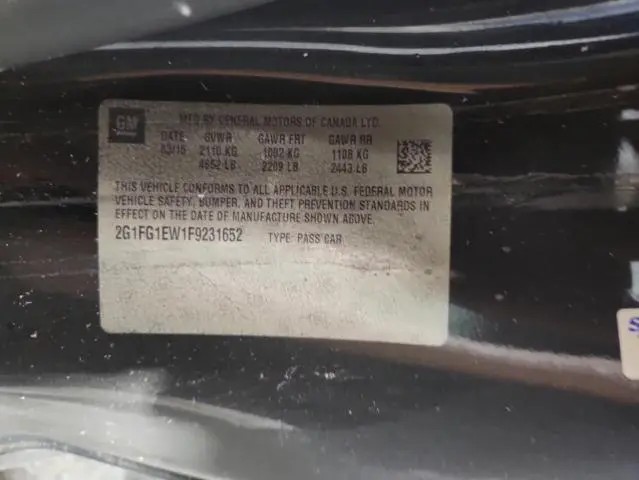 GM
MFD BY GENERAL MOTORS OF CANADA LTD.
DATE GVWR GAWR FRT GAWR RR
03/15 2110 KG 1002 KG 1108 KG
4652 LB 2209 LB 2443 LB
THIS VEHICLE CONFORMS TO ALL APPLICABLE U.S. FEDERAL MOTOR
VEHICLE SAFETY, BUMPER, AND THEFT PREVENTION STANDARDS IN
EFFECT ON THE DATE OF MANUFACTURE SHOWN ABOVE.
2G1FG1EW1F9231652 TYPE: PASS CAR